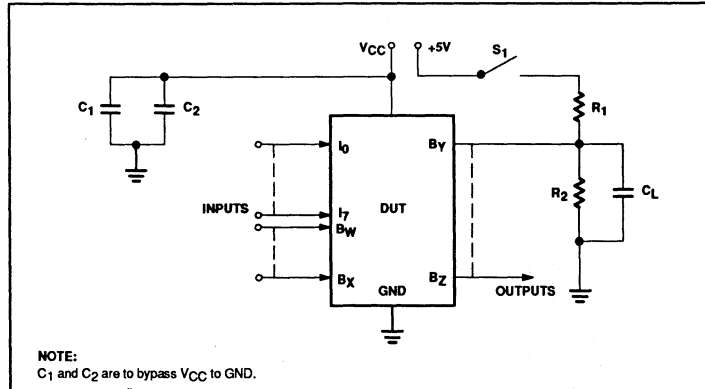 VCC +5V S1
C1 C2 R1
I0 BY
R2 CL
INPUTS I7 DUT
BW
BX GND BZ OUTPUTS
NOTE:
C1 and C2 are to bypass VCC to GND.